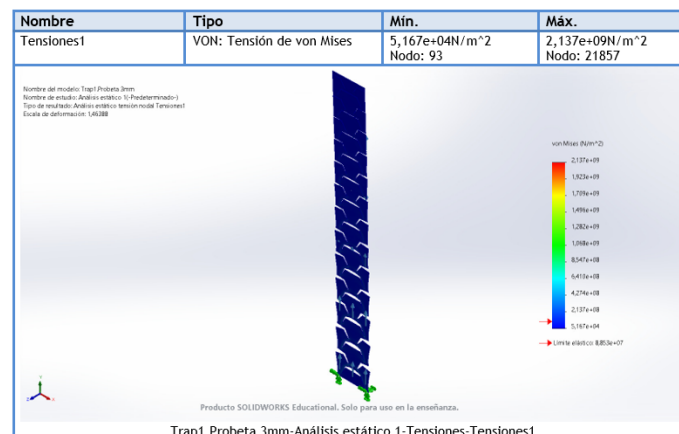 Nombre Tipo Mín. Máx.
Tensiones1 VON: Tensión de von Mises 5,167e+04N/m^2 2,137e+09N/m^2
Nodo: 93 Nodo: 21857
Nombre del modelo: Trap1.Probeta 3mm
Nombre de estudio: Análisis estático 1(-Predeterminado-)
Tipo de resultado: Análisis estático tensión nodal Tensiones1
Escala de deformación: 1,46288
von Mises (N/m^2)
2,137e+09
1,923e+09
1,709e+09
1,496e+09
1,282e+09
1,068e+09
8,547e+08
6,410e+08
4,274e+08
2,137e+08
5,167e+04
Límite elástico: 8,853e+07
Producto SOLIDWORKS Educational. Solo para uso en la enseñanza.
Trap1.Probeta 3mm-Análisis estático 1-Tensiones-Tensiones1